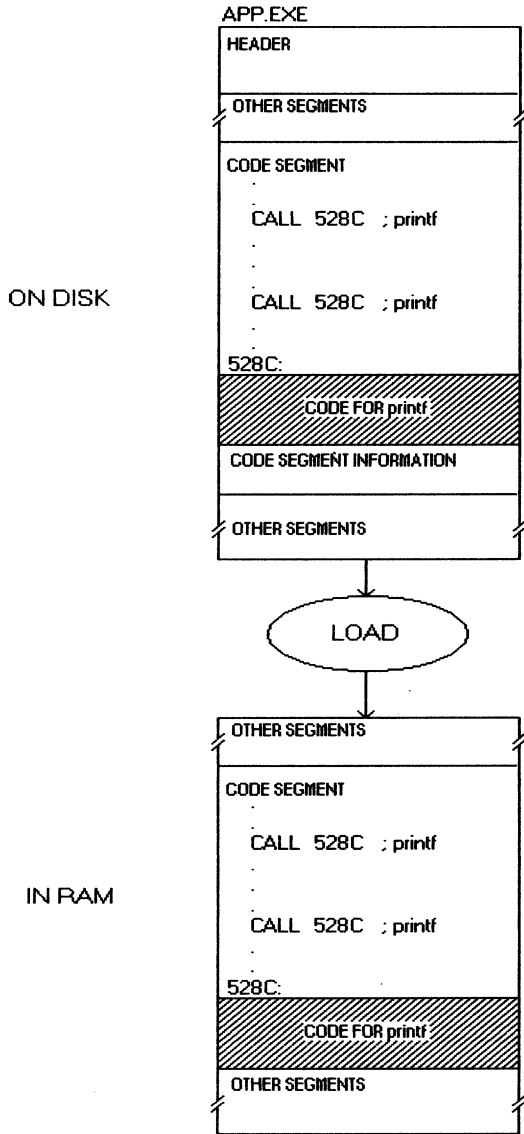 APP.EXE
HEADER
OTHER SEGMENTS
CODE SEGMENT
CALL 528C ; printf
ON DISK
CALL 528C ; printf
528C:
CODE FOR printf
CODE SEGMENT INFORMATION
OTHER SEGMENTS
LOAD
OTHER SEGMENTS
CODE SEGMENT
CALL 528C ; printf
IN RAM
CALL 528C ; printf
528C:
CODE FOR printf
OTHER SEGMENTS